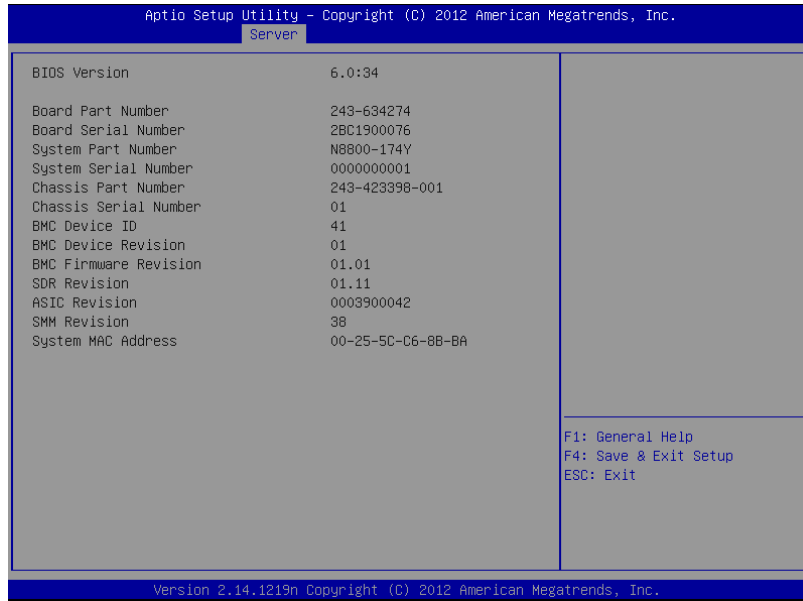 Aptio Setup Utility - Copyright (C) 2012 American Megatrends, Inc.
Server
BIOS Version 6.0:34
Board Part Number 243-634274
Board Serial Number 2BC1900076
System Part Number N8800-174Y
System Serial Number 0000000001
Chassis Part Number 243-423398-001
Chassis Serial Number 01
BMC Device ID 41
BMC Device Revision 01
BMC Firmware Revision 01.01
SDR Revision 01.11
ASIC Revision 0003900042
SMM Revision 38
System MAC Address 00-25-5C-C6-8B-BA
F1: General Help
F4: Save & Exit Setup
ESC: Exit
Version 2.14.1219n Copyright (C) 2012 American Megatrends, Inc.